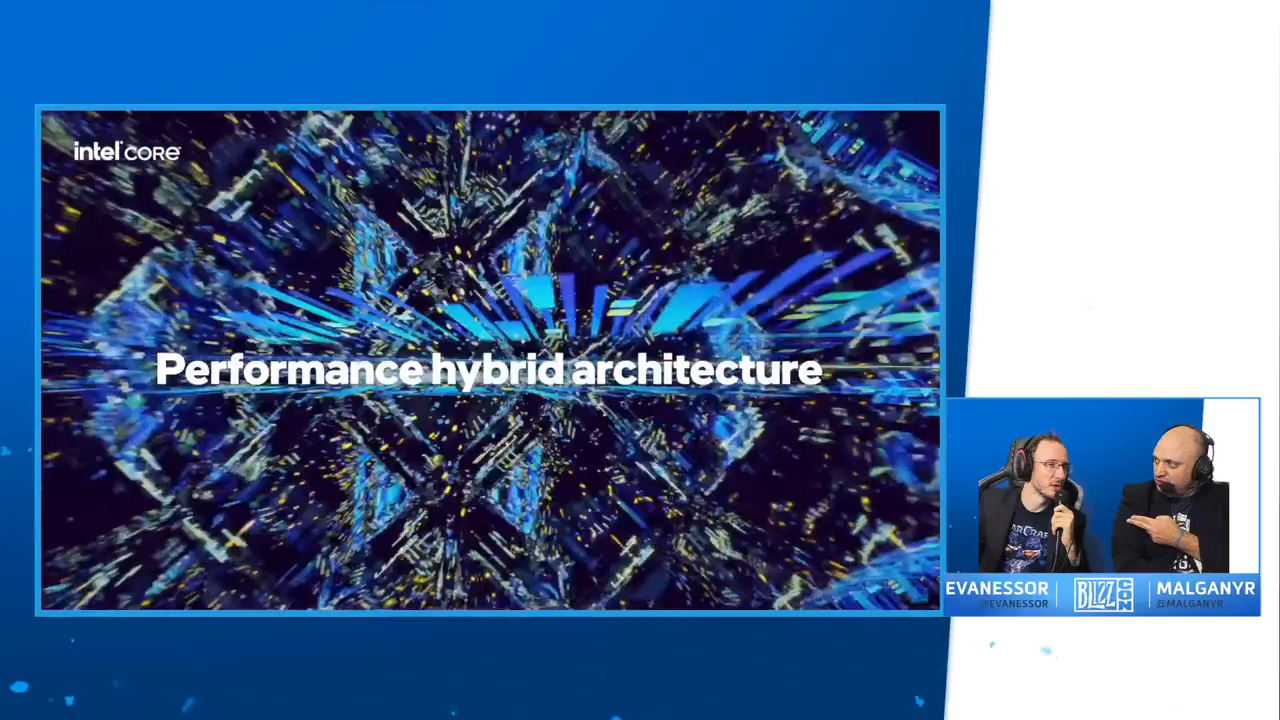 intel CORE
Performance hybrid architecture
EVANESSOR
@EVANESSOR
BLIZZCON
MALGANYR
@MALGANYR